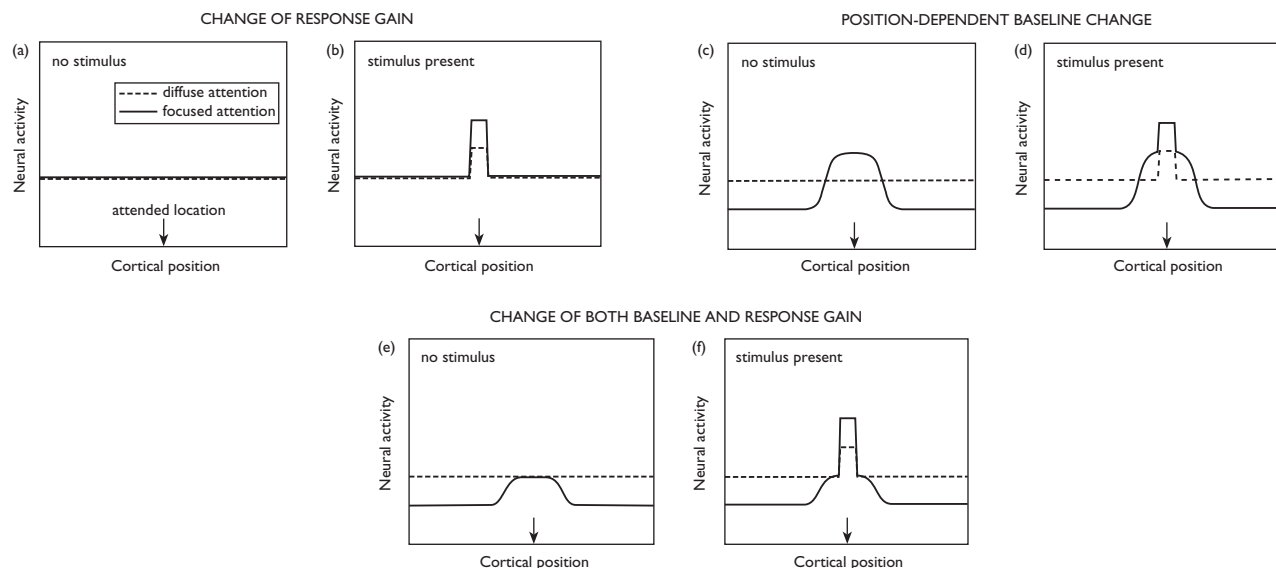 CHANGE OF RESPONSE GAIN
(a)
no stimulus
diffuse attention
focused attention
attended location
Neural activity
Cortical position
(b)
stimulus present
Neural activity
Cortical position
POSITION-DEPENDENT BASELINE CHANGE
(c)
no stimulus
Neural activity
Cortical position
(d)
stimulus present
Neural activity
Cortical position
CHANGE OF BOTH BASELINE AND RESPONSE GAIN
(e)
no stimulus
Neural activity
Cortical position
(f)
stimulus present
Neural activity
Cortical position